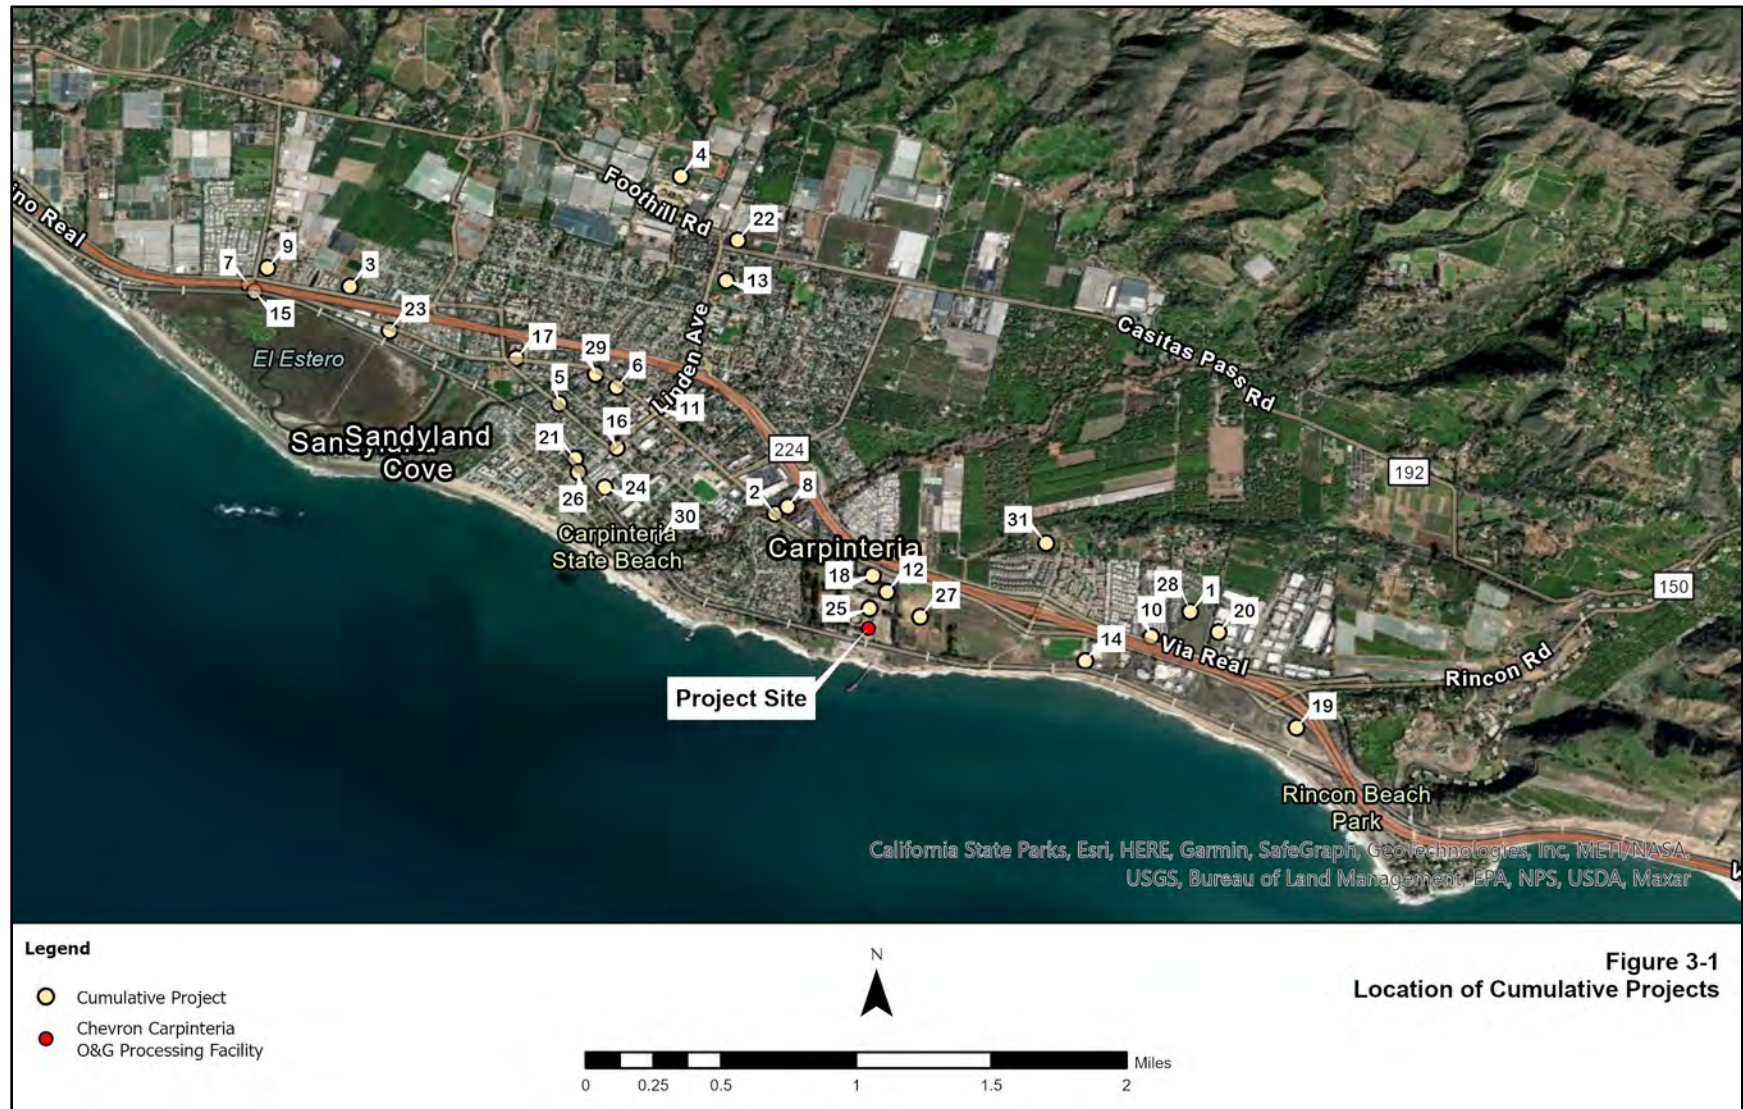 4
Foothill Rd
22
ino Real
9
7
3
13
15
23
El Estero
17
29
6
Linden Ave
Casitas Pass Rd
5
11
16
21
Sandyland
Cove
224
192
24
26
2
8
30
31
Carpinteria
State Beach
Carpinteria
18
12
25
27
28
1
150
10
20
14
Via Real
Rincon Rd
Project Site
19
Rincon Beach
Park
California State Parks, Esri, HERE, Garmin, SafeGraph, GeoTechnologies, Inc, METI/NASA,
USGS, Bureau of Land Management, EPA, NPS, USDA, Maxar
Legend
Cumulative Project
Chevron Carpinteria
O&G Processing Facility
N
0
0.25
0.5
1
1.5
2
Miles
Figure 3-1
Location of Cumulative Projects